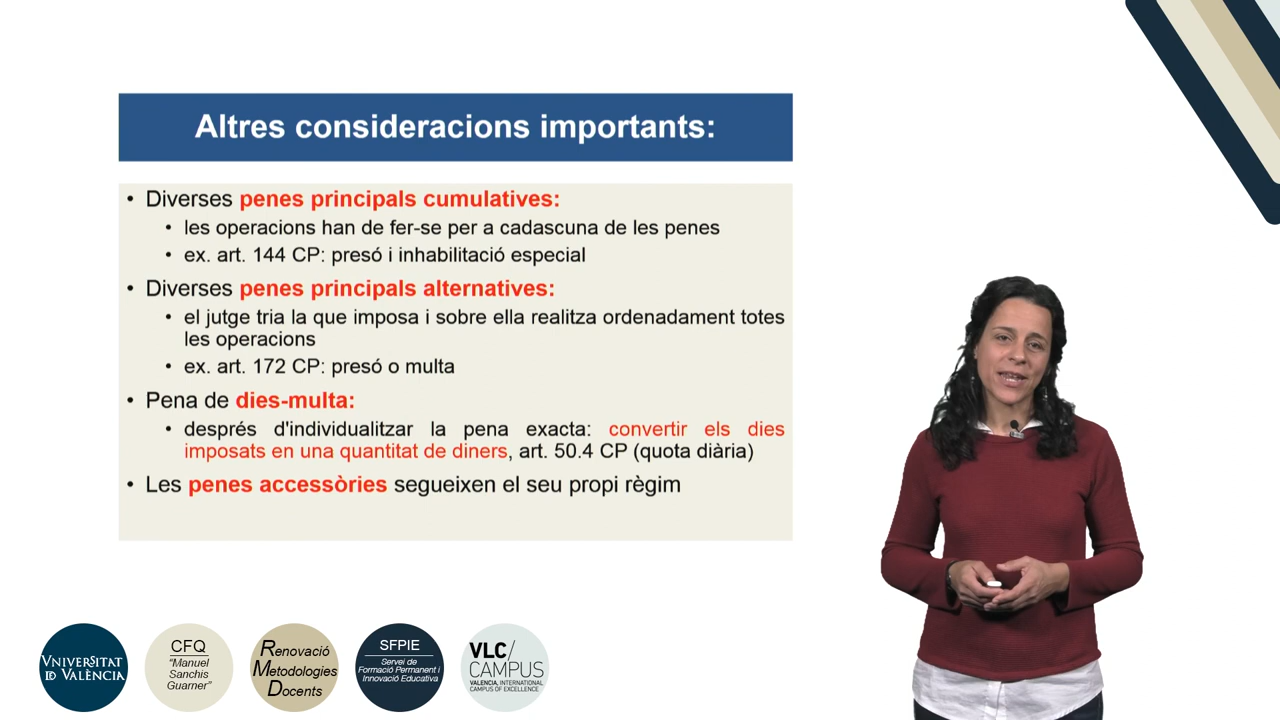 Altres consideracions importants:
• Diverses penes principals cumulatives:
• les operacions han de fer-se per a cadascuna de les penes
• ex. art. 144 CP: presó i inhabilitació especial
• Diverses penes principals alternatives:
• el jutge tria la que imposa i sobre ella realitza ordenadament totes
les operacions
• ex. art. 172 CP: presó o multa
• Pena de dies-multa:
• després d'individualitzar la pena exacta: convertir els dies
imposats en una quantitat de diners, art. 50.4 CP (quota diària)
• Les penes accessòries segueixen el seu propi règim
VNIVERSITAT
ID VALÈNCIA
CFQ
"Manuel
Sanchis
Guarner"
Renovació
Metodologies
Docents
SFPIE
Servei de
Formació Permanent i
Innovació Educativa
VLC/
CAMPUS
VALENCIA, INTERNATIONAL
CAMPUS OF EXCELLENCE